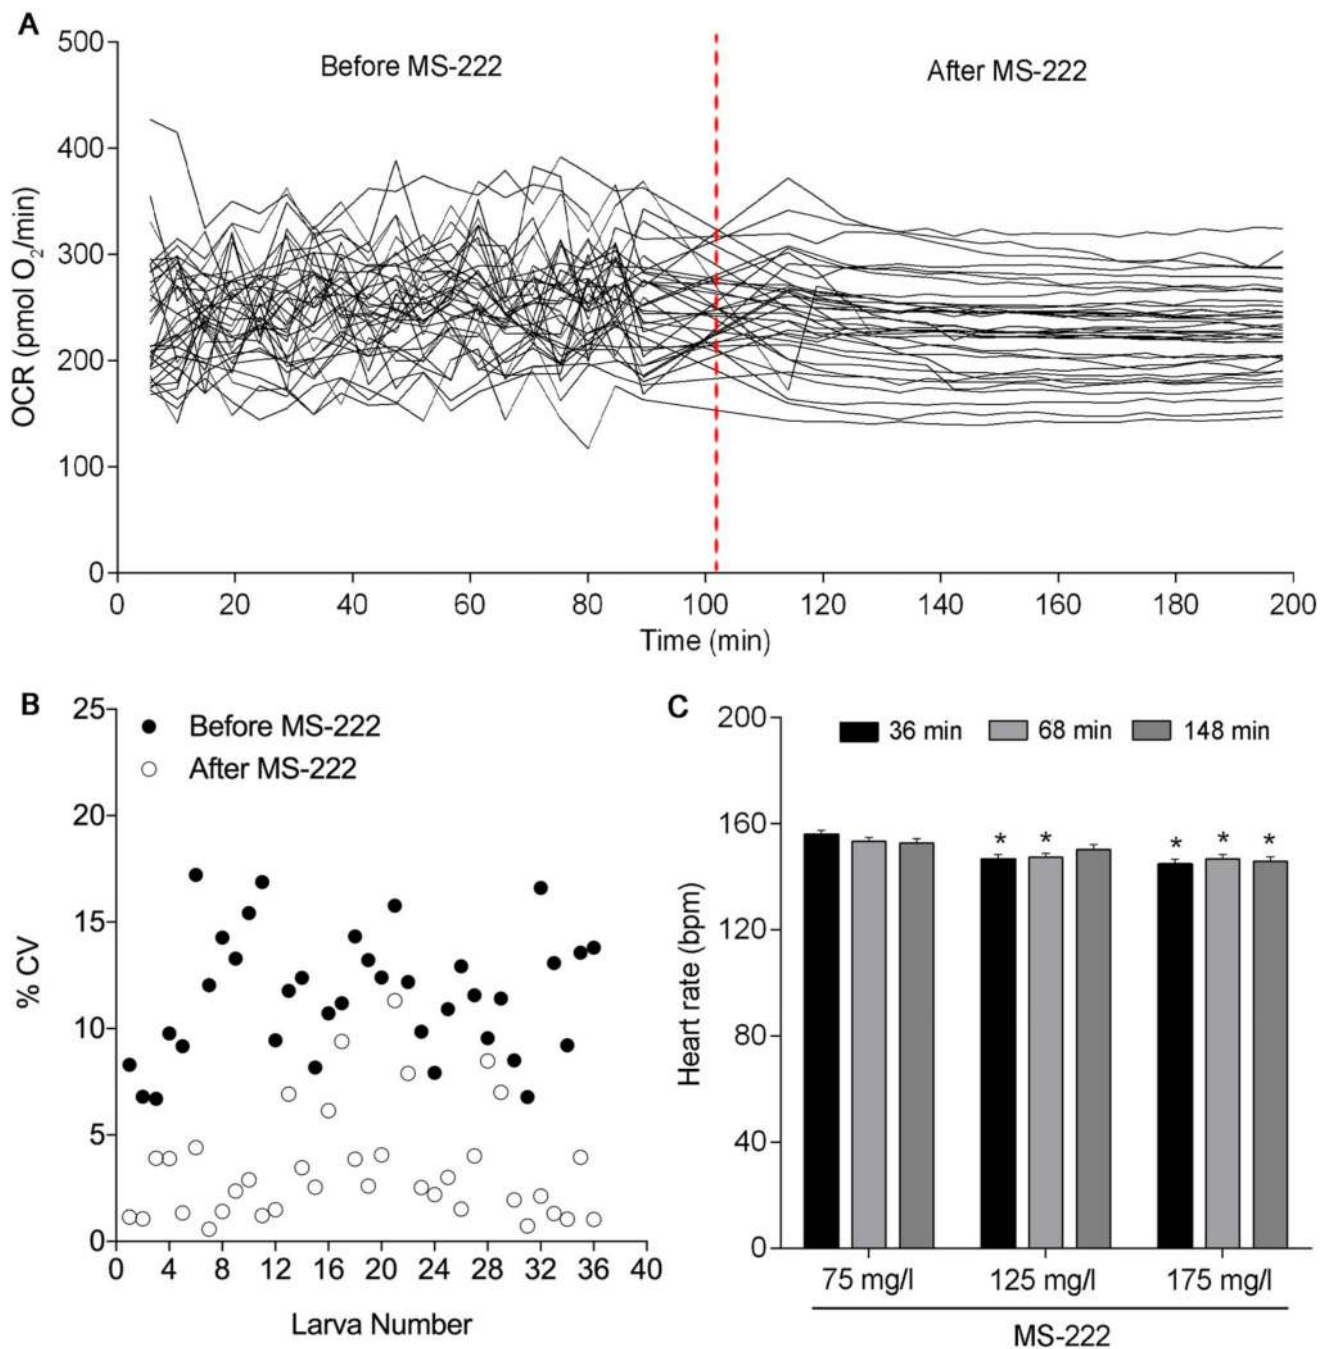 A
500
Before MS-222
After MS-222
400
300
200
100
0
OCR (pmol O₂/min)
0 20 40 60 80 100 120 140 160 180 200
Time (min)
B
25
● Before MS-222
○ After MS-222
20
15
10
5
0
% CV
0 4 8 12 16 20 24 28 32 36 40
Larva Number
C
200
36 min 68 min 148 min
160
* * * * *
120
80
40
0
Heart rate (bpm)
75 mg/l 125 mg/l 175 mg/l
MS-222